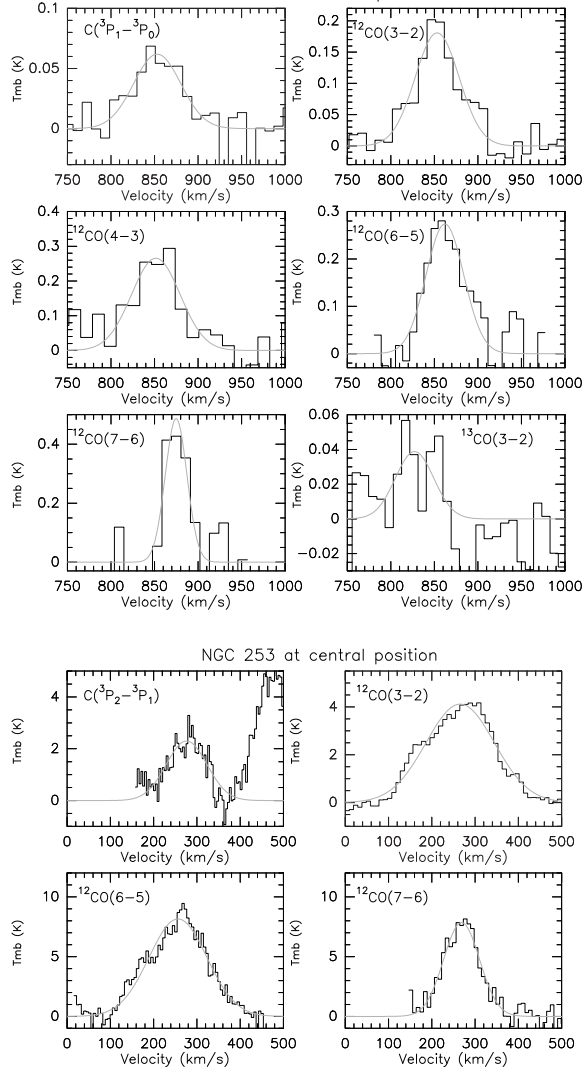 C(³P₁−³P₀)
Tmb (K)
0.1
0.05
0
750 800 850 900 950 1000
Velocity (km/s)
¹²CO(3−2)
Tmb (K)
0.2
0.15
0.1
0.05
0
750 800 850 900 950 1000
Velocity (km/s)
¹²CO(4−3)
Tmb (K)
0.4
0.3
0.2
0.1
0
750 800 850 900 950 1000
Velocity (km/s)
¹²CO(6−5)
Tmb (K)
0.3
0.2
0.1
0
750 800 850 900 950 1000
Velocity (km/s)
¹²CO(7−6)
Tmb (K)
0.4
0.2
0
750 800 850 900 950 1000
Velocity (km/s)
¹³CO(3−2)
Tmb (K)
0.06
0.04
0.02
0
−0.02
750 800 850 900 950 1000
Velocity (km/s)
NGC 253 at central position
C(³P₂−³P₁)
Tmb (K)
4
2
0
0 100 200 300 400 500
Velocity (km/s)
¹²CO(3−2)
Tmb (K)
4
2
0
0 100 200 300 400 500
Velocity (km/s)
¹²CO(6−5)
Tmb (K)
10
5
0
0 100 200 300 400 500
Velocity (km/s)
¹²CO(7−6)
Tmb (K)
10
5
0
0 100 200 300 400 500
Velocity (km/s)